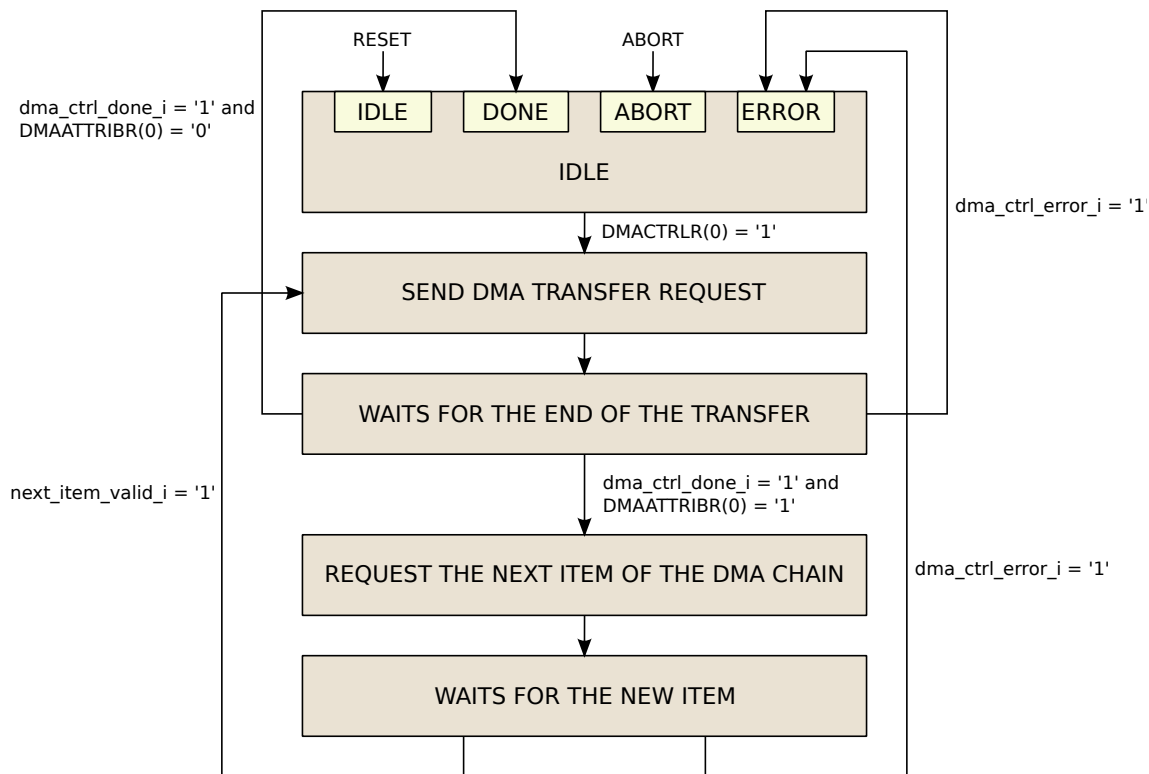 RESET
ABORT
dma_ctrl_done_i = '1' and
DMAATTRIBR(0) = '0'
IDLE
DONE
ABORT
ERROR
IDLE
dma_ctrl_error_i = '1'
DMACTRLR(0) = '1'
SEND DMA TRANSFER REQUEST
WAITS FOR THE END OF THE TRANSFER
next_item_valid_i = '1'
dma_ctrl_done_i = '1' and
DMAATTRIBR(0) = '1'
REQUEST THE NEXT ITEM OF THE DMA CHAIN
dma_ctrl_error_i = '1'
WAITS FOR THE NEW ITEM